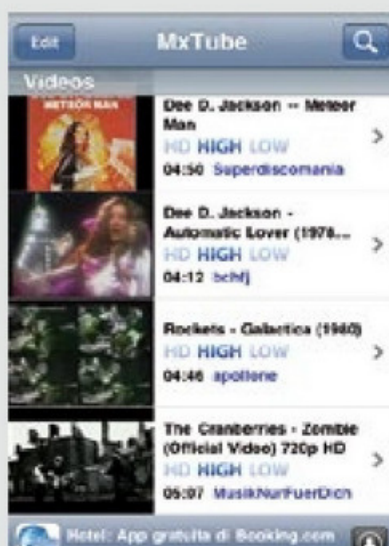 Edit
MxTube
Videos
METEOR MAN
Dee D. Jackson -- Meteor
Man
HD HIGH LOW
04:50 Superdiscomania
Dee D. Jackson -
Automatic Lover (1978...
HD HIGH LOW
04:12 bchfj
Rockets - Galactica (1980)
HD HIGH LOW
04:46 apollone
The Cranberries - Zombie
(Official Video) 720p HD
HD HIGH LOW
05:07 MusikNurFuerDich
Hotel: App gratuita di Booking.com